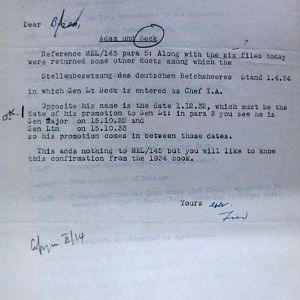 Dear Brian,
Adam und Beck
Reference MEL/145 para 5: Along with the six files today
were returned some other docts among which the
Stellenbesetzung des deutschen Reichsheeres Stand 1.4.34
in which Gen Lt Beck is entered as Chef T.A.
Opposite his name is the date 1.12.32, which must be the
date of his promotion to Gen Lt: in para 3 you see he is
Gen Major on 15.10.32 and
Gen Ltn on 15.10.33
so his promotion comes in between those dates.
This adds nothing to MEL/145 but you will like to
know this confirmation from the 1934 book.
Yours